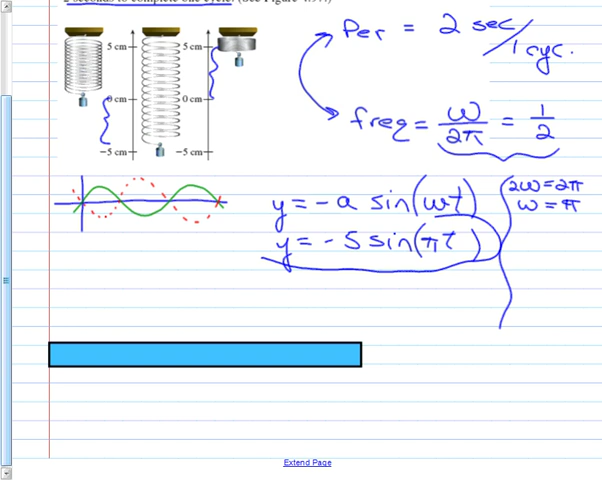 2 seconds to complete one cycle. (See Figure 4.97.)
5 cm
5 cm
0 cm
0 cm
−5 cm
−5 cm
Per = 2 sec/1 cyc.
freq = ω/2π = 1/2
y = -a sin(ωt)
2ω = 2π
ω = π
y = -5 sin(πt)
Extend Page